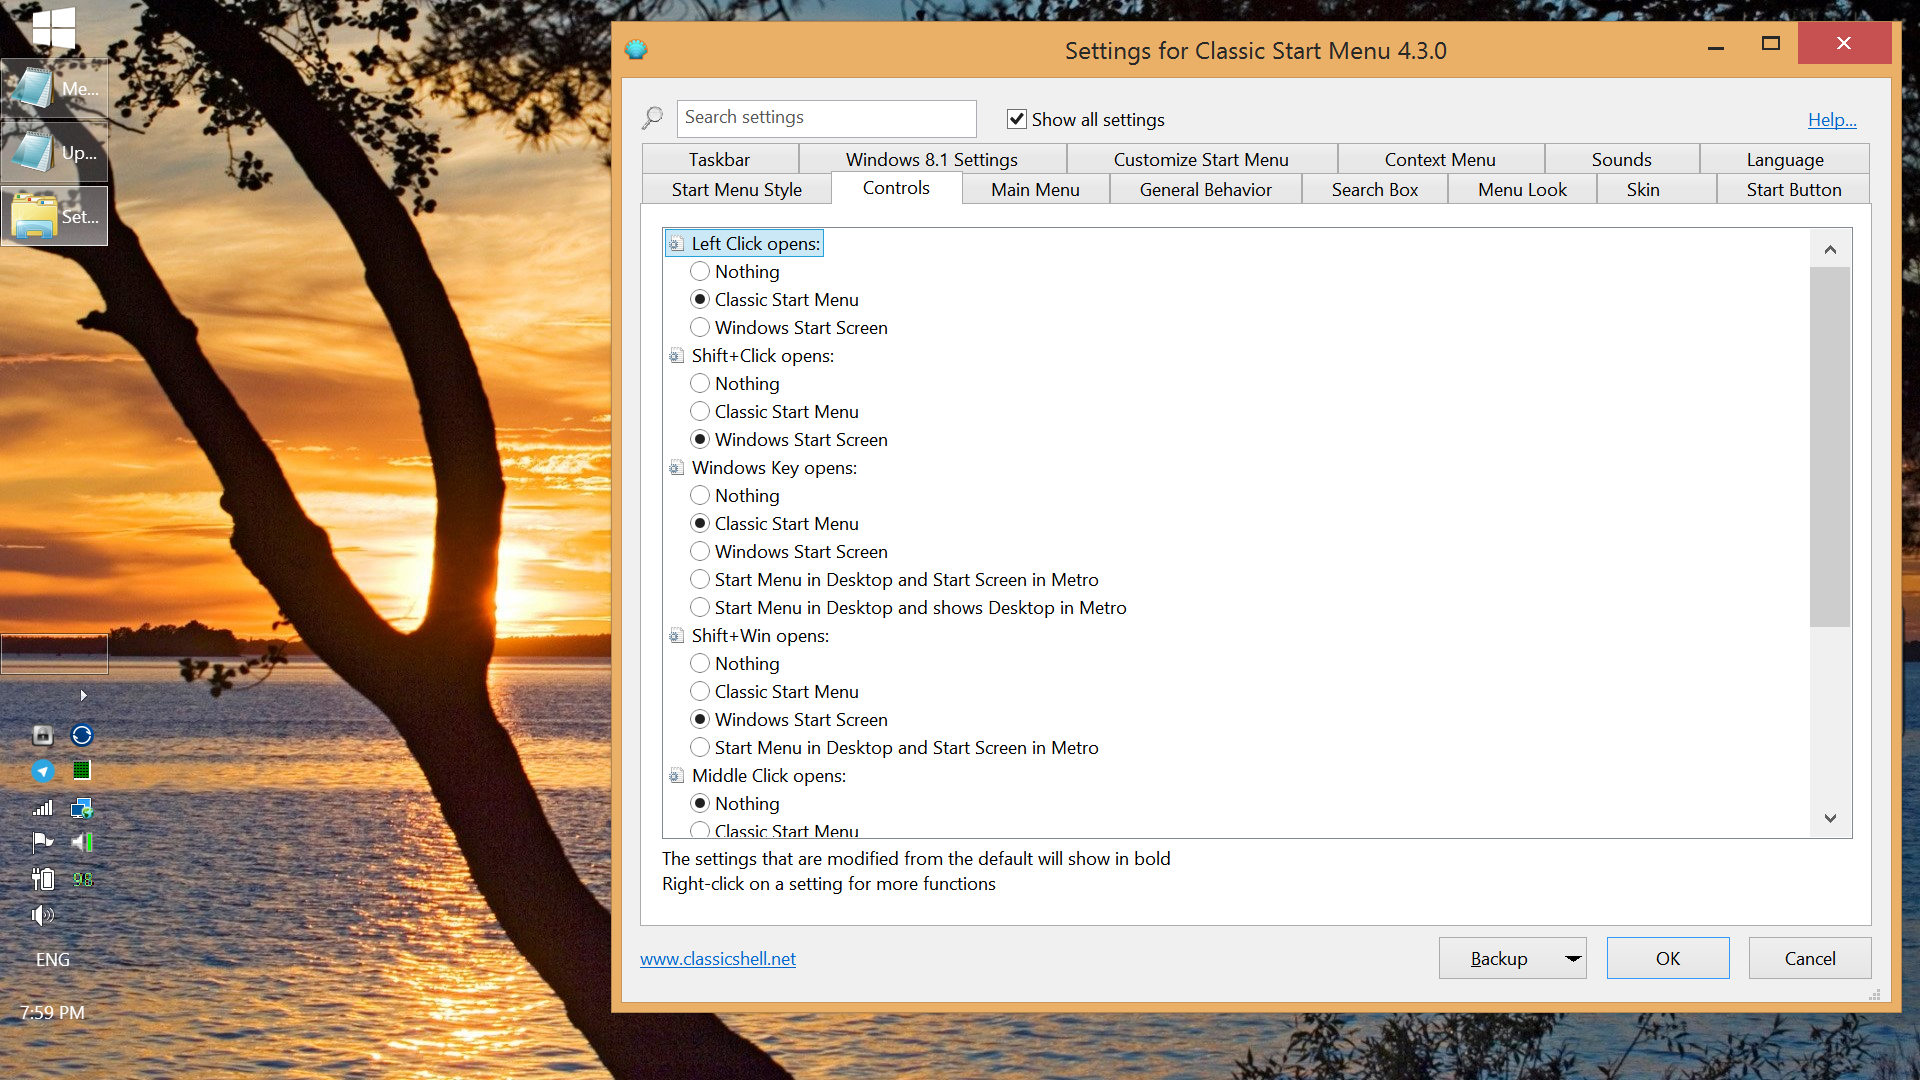 Me...
Up...
Set...
ENG
7:59 PM
Settings for Classic Start Menu 4.3.0
Search settings
Show all settings
Help...
Taskbar
Windows 8.1 Settings
Customize Start Menu
Context Menu
Sounds
Language
Start Menu Style
Controls
Main Menu
General Behavior
Search Box
Menu Look
Skin
Start Button
Left Click opens:
Nothing
Classic Start Menu
Windows Start Screen
Shift+Click opens:
Nothing
Classic Start Menu
Windows Start Screen
Windows Key opens:
Nothing
Classic Start Menu
Windows Start Screen
Start Menu in Desktop and Start Screen in Metro
Start Menu in Desktop and shows Desktop in Metro
Shift+Win opens:
Nothing
Classic Start Menu
Windows Start Screen
Start Menu in Desktop and Start Screen in Metro
Middle Click opens:
Nothing
Classic Start Menu
The settings that are modified from the default will show in bold
Right-click on a setting for more functions
www.classicshell.net
Backup
OK
Cancel